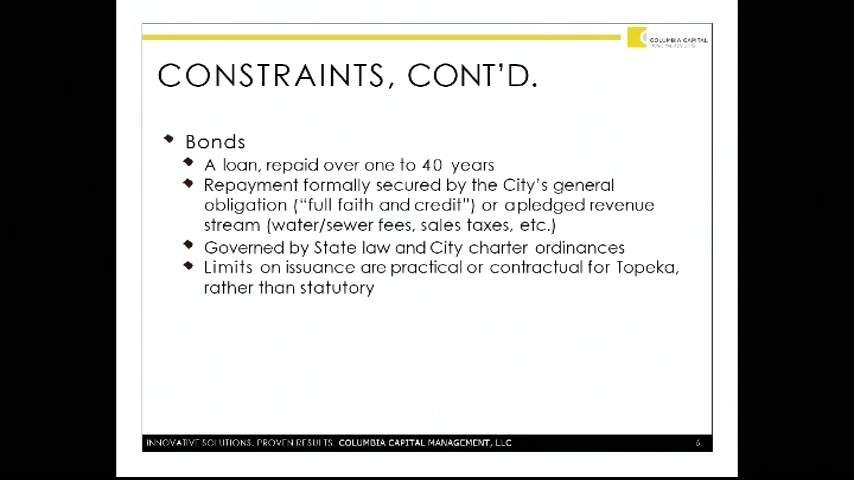 COLUMBIA CAPITAL
CONSTRAINTS, CONT'D.
Bonds
A loan, repaid over one to 40 years
Repayment formally secured by the City's general
obligation ("full faith and credit") or a pledged revenue
stream (water/sewer fees, sales taxes, etc.)
Governed by State law and City charter ordinances
Limits on issuance are practical or contractual for Topeka,
rather than statutory
INNOVATIVE SOLUTIONS. PROVEN RESULTS. COLUMBIA CAPITAL MANAGEMENT, LLC